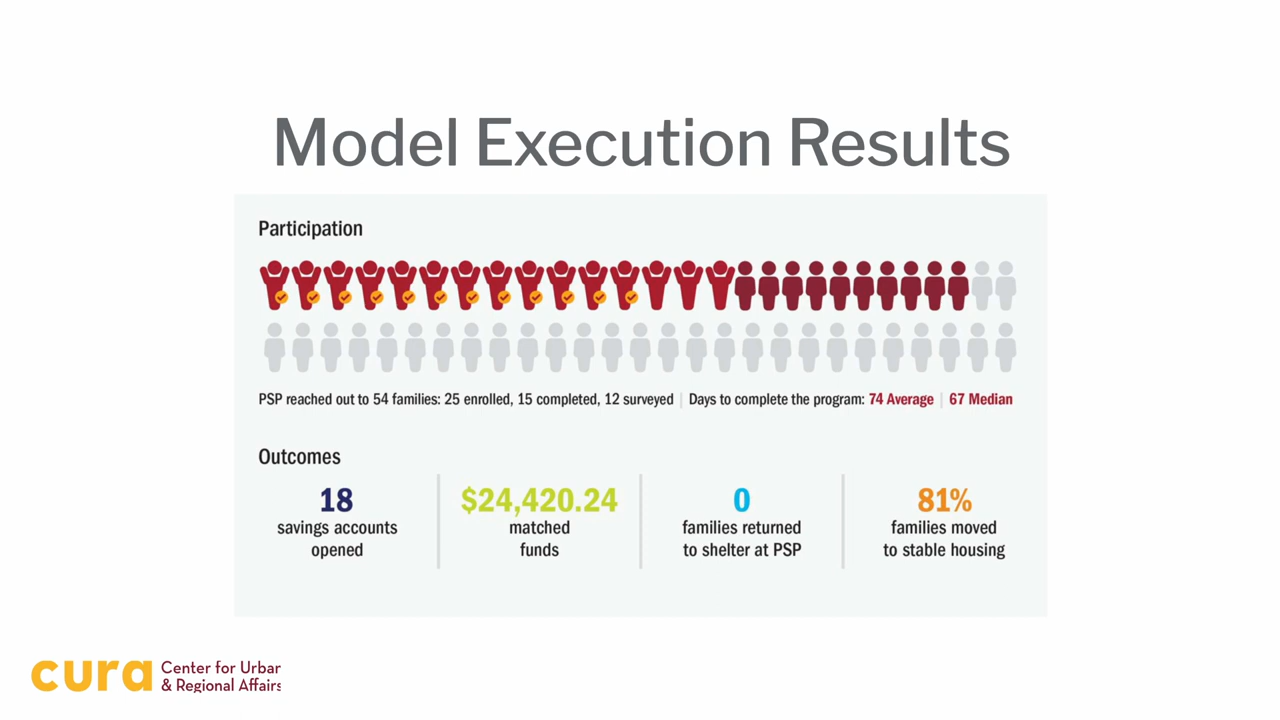 Model Execution Results
Participation
PSP reached out to 54 families: 25 enrolled, 15 completed, 12 surveyed | Days to complete the program: 74 Average | 67 Median
Outcomes
18
savings accounts
opened
$24,420.24
matched
funds
0
families returned
to shelter at PSP
81%
families moved
to stable housing
cura
Center for Urban
& Regional Affairs